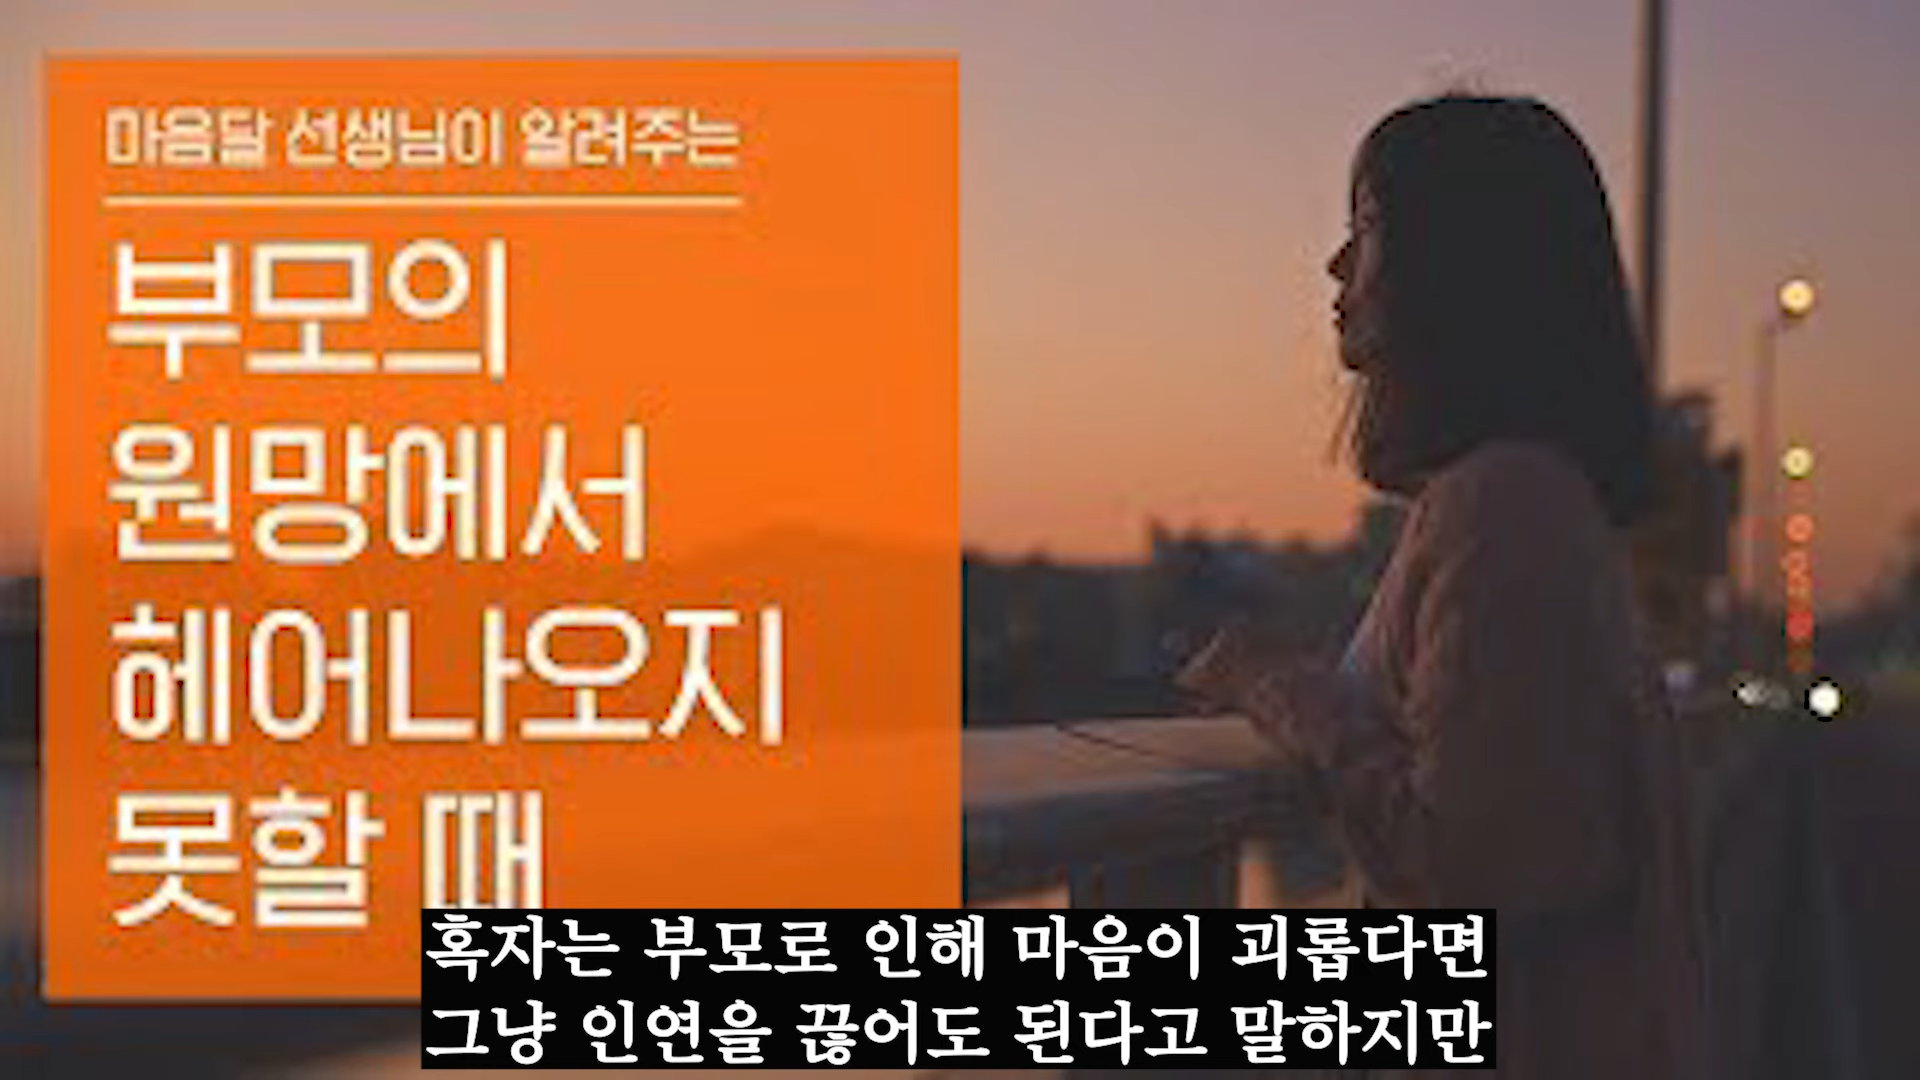 마음달 선생님이 알려주는
부모의
원망에서
헤어나오지
못할 때
혹자는 부모로 인해 마음이 괴롭다면
그냥 인연을 끊어도 된다고 말하지만